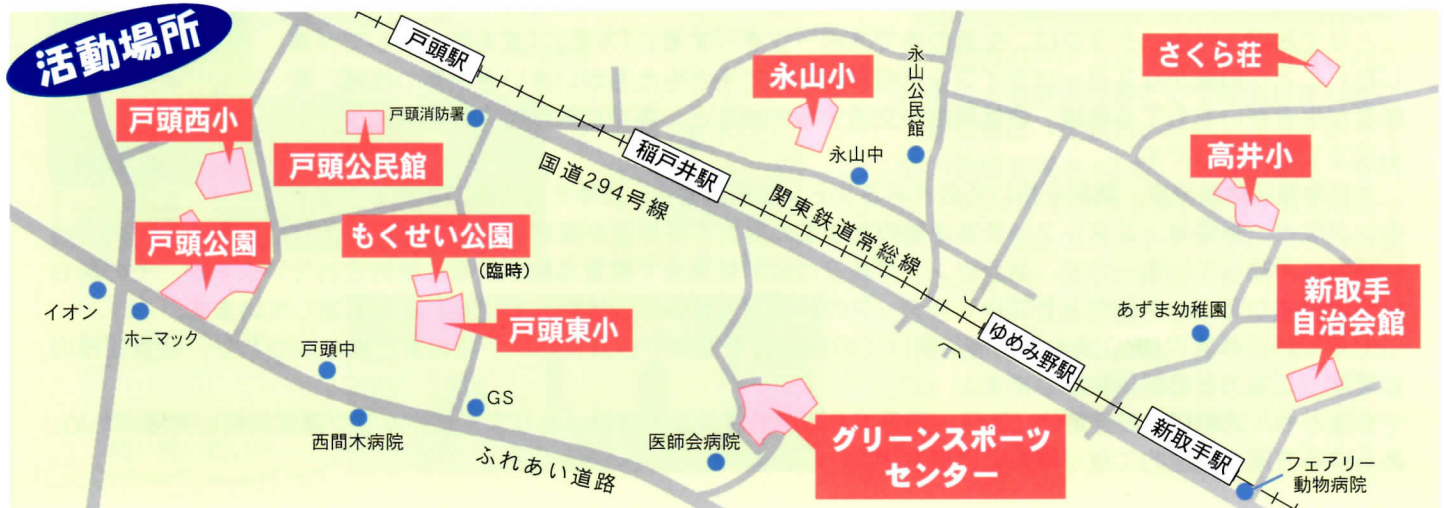 活動場所
戸頭駅
戸頭西小
戸頭消防署
戸頭公民館
稲戸井駅
国道294号線
永山小
永山中
永山公民館
さくら荘
高井小
関東鉄道常総線
戸頭公園
もくせい公園
(臨時)
戸頭東小
イオン
ホーマック
戸頭中
GS
西間木病院
ふれあい道路
医師会病院
グリーンスポーツ
センター
ゆめみ野駅
あずま幼稚園
新取手
自治会館
新取手駅
フェアリー
動物病院